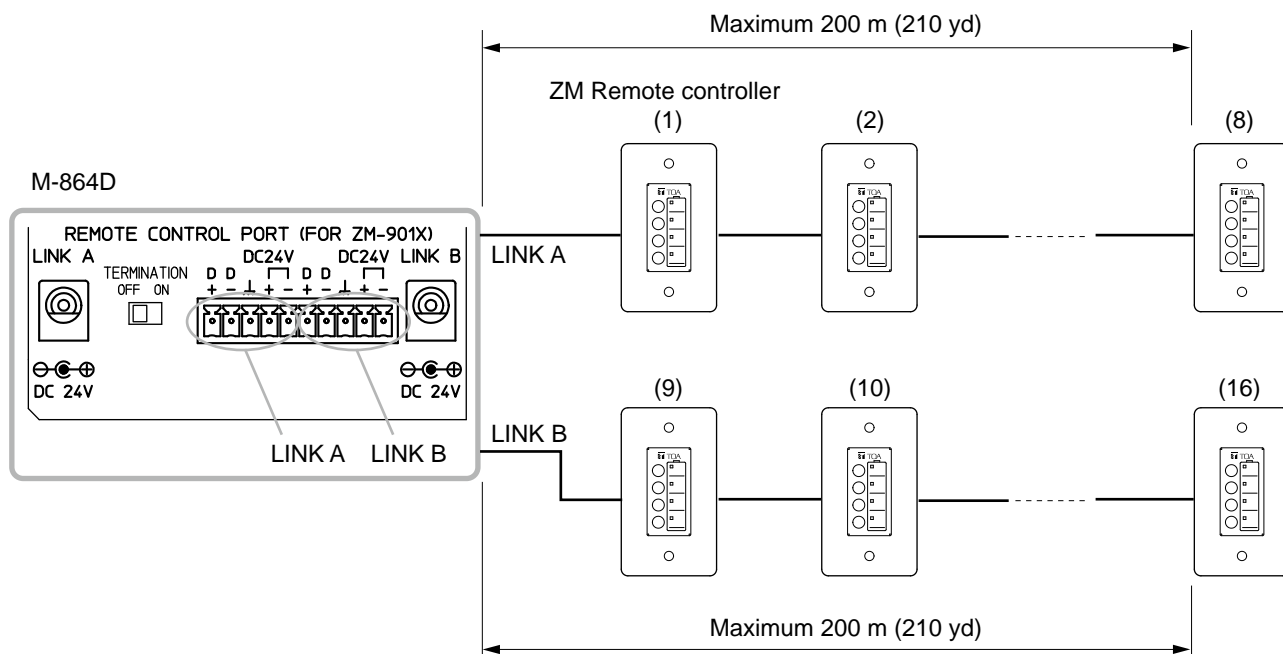 Maximum 200 m (210 yd)
ZM Remote controller
(1)
(2)
(8)
TOA
TOA
TOA
M-864D
REMOTE CONTROL PORT (FOR ZM-901X)
LINK A
DC24V
DC24V
LINK B
TERMINATION
OFF ON
D D
+ - + -
D D
+ - + -
DC 24V
DC 24V
LINK A
LINK B
LINK A
LINK B
(9)
(10)
(16)
TOA
TOA
TOA
Maximum 200 m (210 yd)